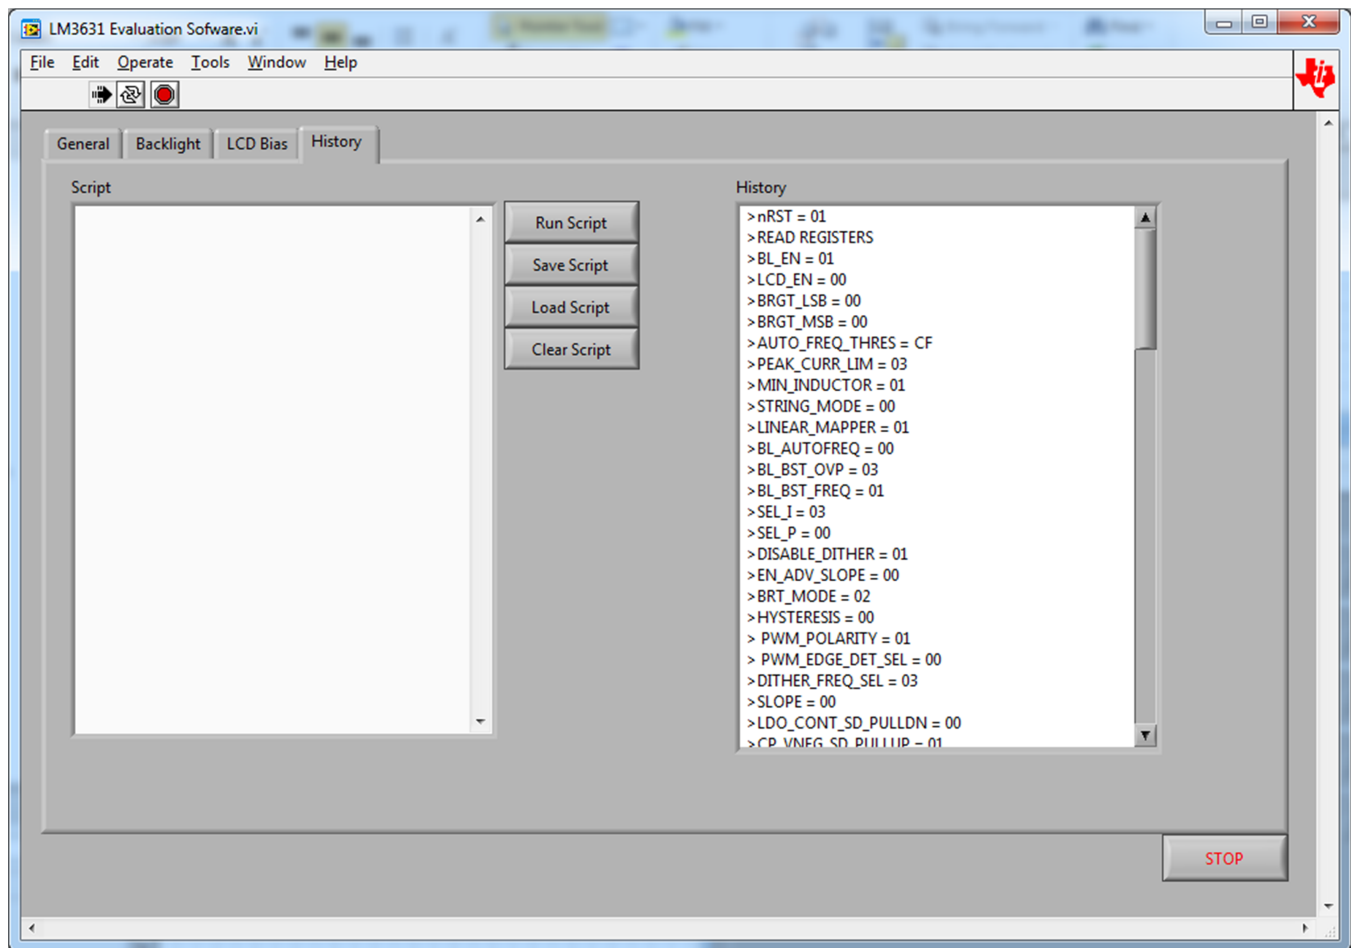 LM3631 Evaluation Sofware.vi
File Edit Operate Tools Window Help
General Backlight LCD Bias History
Script
Run Script
Save Script
Load Script
Clear Script
History
>nRST = 01
>READ REGISTERS
>BL_EN = 01
>LCD_EN = 00
>BRGT_LSB = 00
>BRGT_MSB = 00
>AUTO_FREQ_THRES = CF
>PEAK_CURR_LIM = 03
>MIN_INDUCTOR = 01
>STRING_MODE = 00
>LINEAR_MAPPER = 01
>BL_AUTOFREQ = 00
>BL_BST_OVP = 03
>BL_BST_FREQ = 01
>SEL_I = 03
>SEL_P = 00
>DISABLE_DITHER = 01
>EN_ADV_SLOPE = 00
>BRT_MODE = 02
>HYSTERESIS = 00
> PWM_POLARITY = 01
> PWM_EDGE_DET_SEL = 00
>DITHER_FREQ_SEL = 03
>SLOPE = 00
>LDO_CONT_SD_PULLDN = 00
>CP_VNEG_SD_PULLUP = 01
STOP